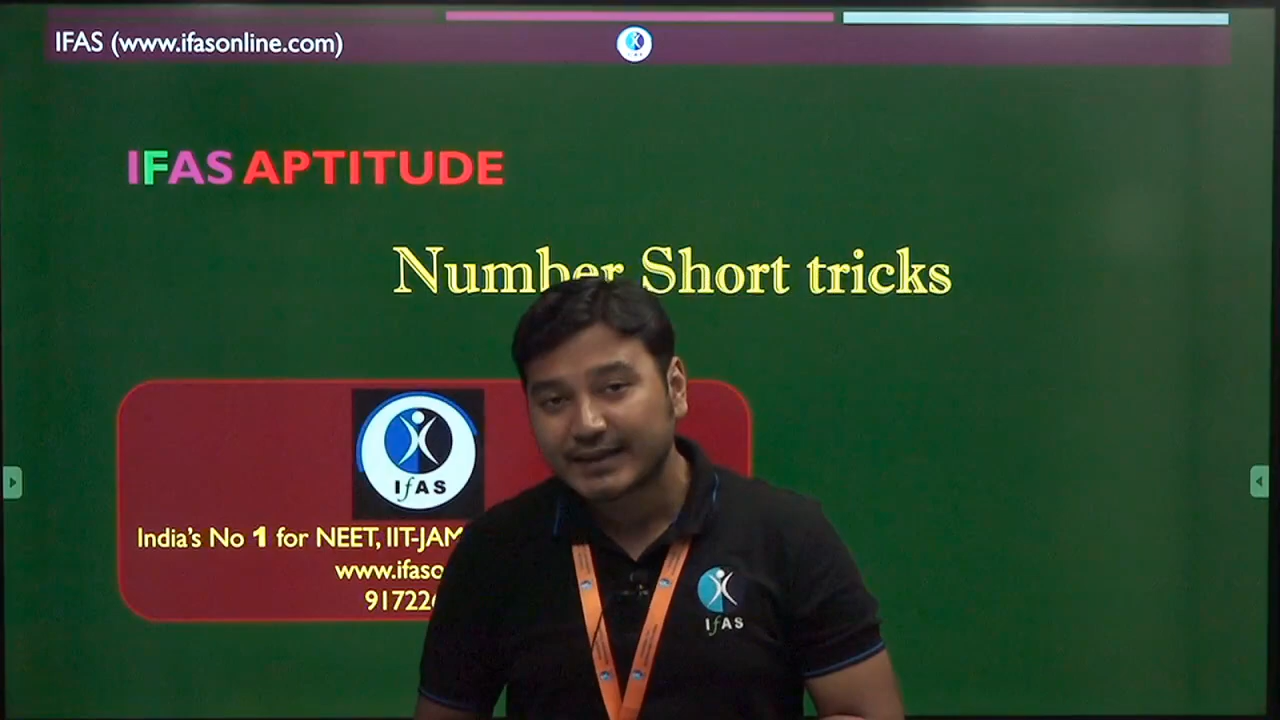 IFAS (www.ifasonline.com)
IFAS APTITUDE
Number Short tricks
IfAS
India's No 1 for NEET, IIT-JAM
IfAS